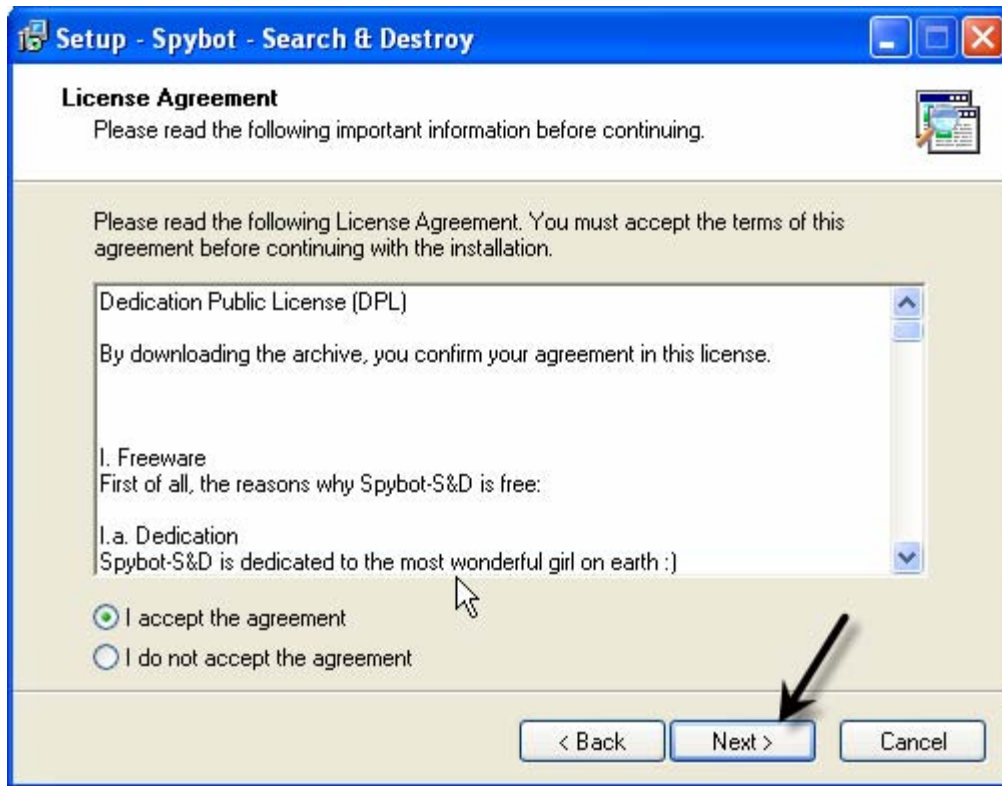 Setup - Spybot - Search & Destroy
License Agreement
Please read the following important information before continuing.
Please read the following License Agreement. You must accept the terms of this
agreement before continuing with the installation.
Dedication Public License (DPL)
By downloading the archive, you confirm your agreement in this license.
I. Freeware
First of all, the reasons why Spybot-S&D is free:
I.a. Dedication
Spybot-S&D is dedicated to the most wonderful girl on earth :)
I accept the agreement
I do not accept the agreement
< Back Next > Cancel